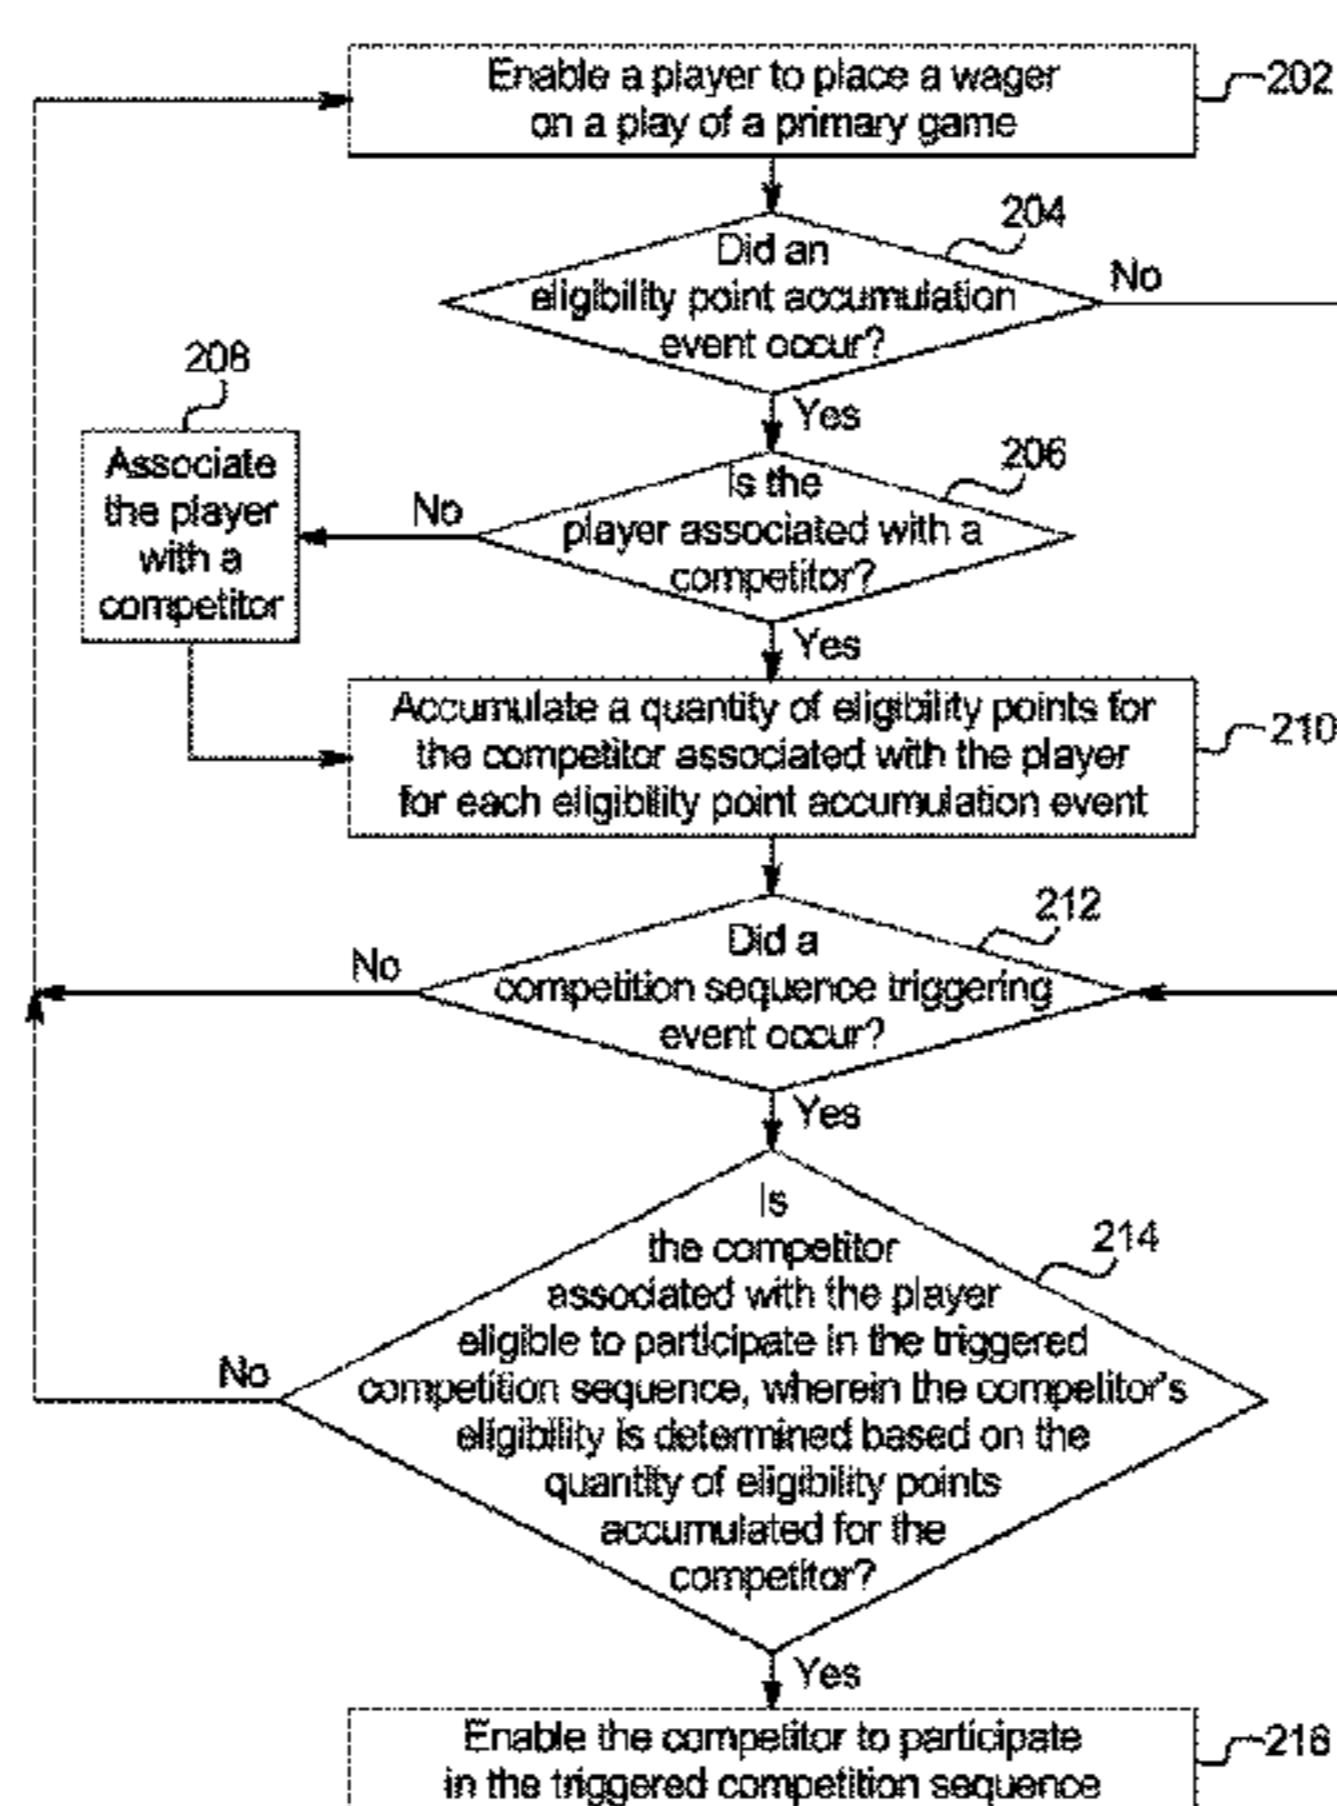 Enable a player to place a wager
on a play of a primary game
202
204
Did an
eligibility point accumulation
event occur?
No
Yes
208
Associate
the player
with a
competitor
No
206
Is the
player associated with a
competitor?
Yes
Accumulate a quantity of eligibility points for
the competitor associated with the player
for each eligibility point accumulation event
210
212
Did a
competition sequence triggering
event occur?
No
Yes
214
Is
the competitor
associated with the player
eligible to participate in the triggered
competition sequence, wherein the competitor's
eligibility is determined based on the
quantity of eligibility points
accumulated for the
competitor?
No
Yes
Enable the competitor to participate
in the triggered competition sequence
216